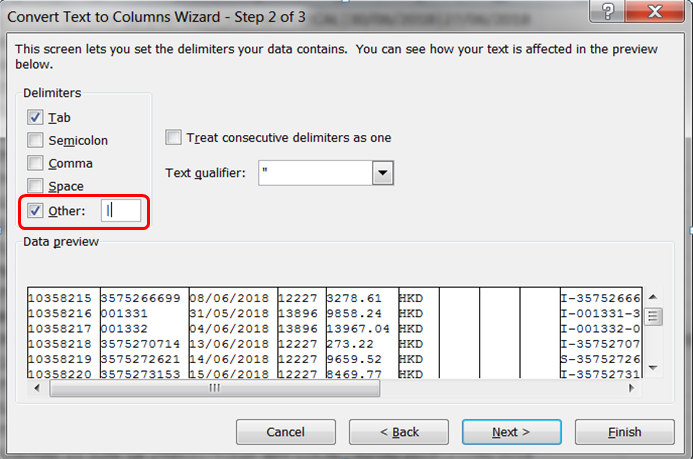 Convert Text to Columns Wizard - Step 2 of 3
This screen lets you set the delimiters your data contains. You can see how your text is affected in the preview
below.
Delimiters
Tab
Semicolon
Comma
Space
Other: |
Treat consecutive delimiters as one
Text qualifier: "
Data preview
10358215 3575266699 08/06/2018 12227 3278.61 HKD I-35752666
10358216 001331 31/05/2018 13896 9858.24 HKD I-001331-3
10358217 001332 04/06/2018 13896 13967.04 HKD I-001332-0
10358218 3575270714 13/06/2018 12227 273.22 HKD I-35752707
10358219 3575272621 14/06/2018 12227 9659.52 HKD S-35752726
10358220 3575273153 15/06/2018 12227 8469.77 HKD I-35752731
Cancel
< Back
Next >
Finish